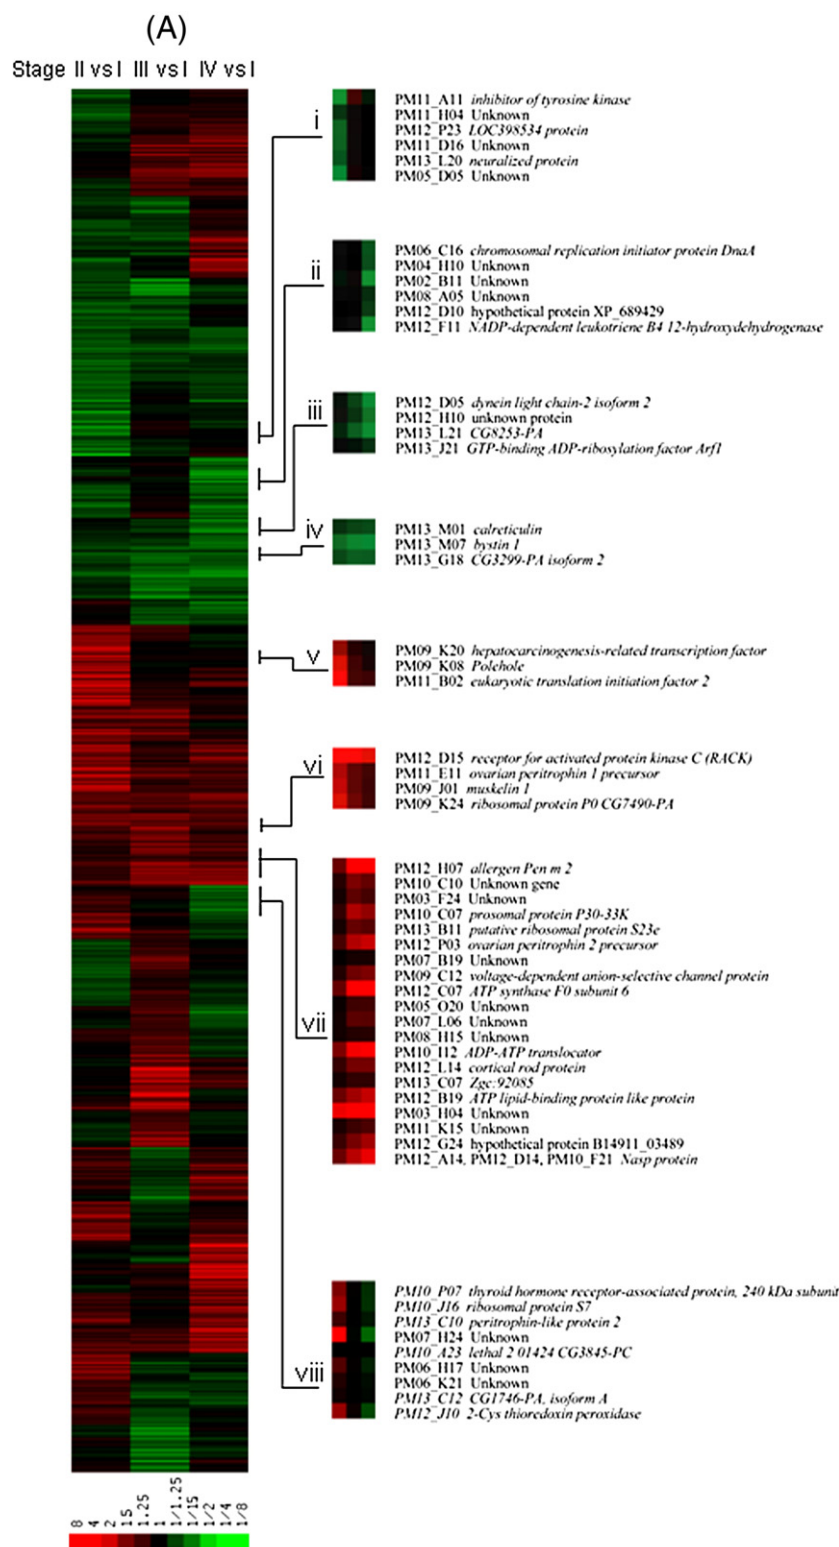 (A)
Stage II vs I III vs I IV vs I
i
PM11_A11 inhibitor of tyrosine kinase
PM11_H04 Unknown
PM12_P23 LOC398534 protein
PM11_D16 Unknown
PM13_L20 neuralized protein
PM05_D05 Unknown
ii
PM06_C16 chromosomal replication initiator protein DnaA
PM04_H10 Unknown
PM02_B11 Unknown
PM08_A05 Unknown
PM12_D10 hypothetical protein XP_689429
PM12_F11 NADP-dependent leukotriene B4 12-hydroxydehydrogenase
iii
PM12_D05 dynein light chain-2 isoform 2
PM12_H10 unknown protein
PM13_L21 CG8253-PA
PM13_J21 GTP-binding ADP-ribosylation factor Arf1
iv
PM13_M01 calreticulin
PM13_M07 bystin 1
PM13_G18 CG3299-PA isoform 2
v
PM09_K20 hepatocarcinogenesis-related transcription factor
PM09_K08 Polehole
PM11_B02 eukaryotic translation initiation factor 2
vi
PM12_D15 receptor for activated protein kinase C (RACK)
PM11_E11 ovarian peritrophin 1 precursor
PM09_J01 muskelin 1
PM09_K24 ribosomal protein P0 CG7490-PA
vii
PM12_H07 allergen Pen m 2
PM10_C10 Unknown gene
PM03_F24 Unknown
PM10_C07 prosomal protein P30-33K
PM13_B11 putative ribosomal protein S23e
PM12_P03 ovarian peritrophin 2 precursor
PM07_B19 Unknown
PM09_C12 voltage-dependent anion-selective channel protein
PM12_C07 ATP synthase F0 subunit 6
PM05_O20 Unknown
PM07_L06 Unknown
PM08_H15 Unknown
PM10_I12 ADP-ATP translocator
PM12_L14 cortical rod protein
PM13_C07 Zgc:92085
PM12_B19 ATP lipid-binding protein like protein
PM03_H04 Unknown
PM11_K15 Unknown
PM12_G24 hypothetical protein B14911_03489
PM12_A14, PM12_D14, PM10_F21 Nasp protein
viii
PM10_P07 thyroid hormone receptor-associated protein, 240 kDa subunit
PM10_J16 ribosomal protein S7
PM13_C10 peritrophin-like protein 2
PM07_H24 Unknown
PM10_A23 lethal 2 01424 CG3845-PC
PM06_H17 Unknown
PM06_K21 Unknown
PM13_C12 CG1746-PA, isoform A
PM12_J10 2-Cys thioredoxin peroxidase
8 4 2 15 1.25 1 1/1.25 1/15 1/2 1/4 1/8